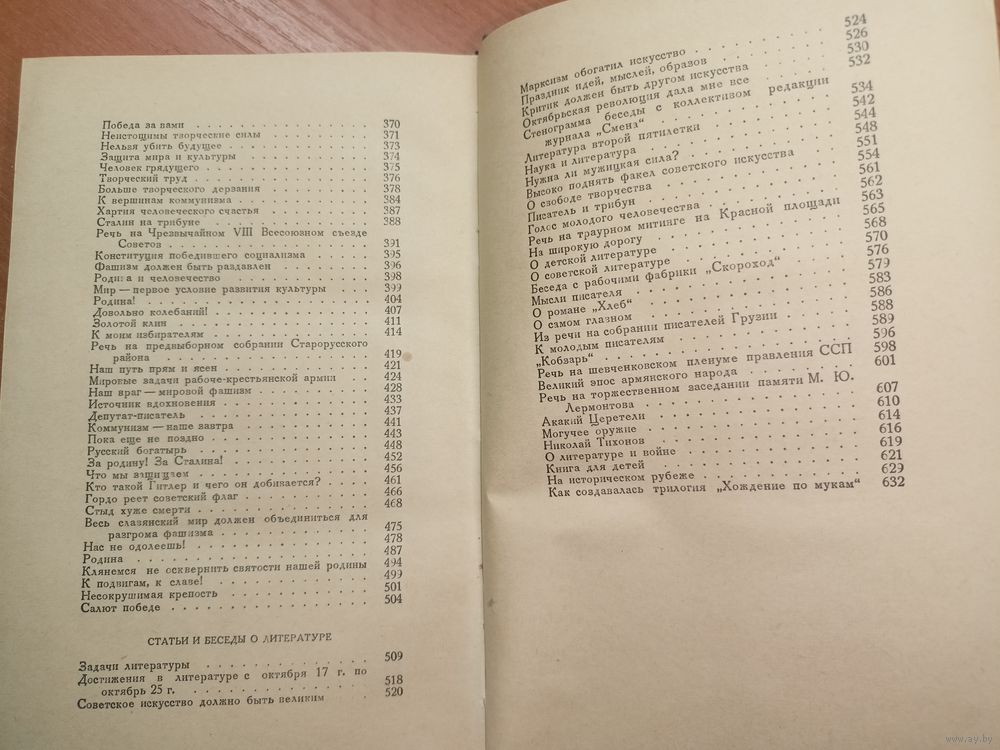 Победа за вами . . . 370
Неистощимы творческие силы . . . 371
Нельзя убить будущее . . . 373
Защита мира и культуры . . . 374
Человек грядущего . . . 375
Творческий труд . . . 376
Больше творческого дерзания . . . 378
К вершинам коммунизма . . . 384
Хартия человеческого счастья . . . 387
Сталин на трибуне . . . 388
Речь на Чрезвычайном VIII Всесоюзном съезде
Советов . . . 391
Конституция победившего социализма . . . 395
Фашизм должен быть раздавлен . . . 396
Родина и человечество . . . 398
Мир — первое условие развития культуры . . . 399
Родина! . . . 404
Довольно колебаний! . . . 407
Золотой ключ . . . 411
К моим избирателям . . . 414
Речь на предвыборном собрании Старорусского
района . . . 419
Наш путь прям и ясен . . . 421
Мировые задачи рабоче-крестьянской армии . . . 424
Наш враг — мировой фашизм . . . 428
Источник вдохновения . . . 433
Депутат-писатель . . . 437
Коммунизм — наше завтра . . . 441
Пока еще не поздно . . . 443
Русский богатырь . . . 448
За родину! За Сталина! . . . 452
Что мы защищаем . . . 456
Кто такой Гитлер и чего он добивается? . . . 461
Гордо реет советский флаг . . . 466
Стыд хуже смерти . . . 468
Весь славянский мир должен объединиться для
разгрома фашизма . . . 475
Нас не одолеешь! . . . 478
Родина . . . 487
Клянемся не осквернить святости нашей родины 494
К подвигам, к славе! . . . 499
Несокрушимая крепость . . . 501
Салют победе . . . 504
СТАТЬИ И БЕСЕДЫ О ЛИТЕРАТУРЕ
Задачи литературы . . . 509
Достижения в литературе с октября 17 г. по
октябрь 25 г. . . . 518
Советское искусство должно быть великим . . . 520
Марксизм обогатил искусство . . . 524
Праздник идей, мыслей, образов . . . 526
Критик должен быть другом искусства . . . 530
Октябрьская революция дала мне все . . . 532
Стенограмма беседы с коллективом редакции
журнала „Смена“ . . . 534
Литература второй пятилетки . . . 542
Наука и литература . . . 544
Нужна ли мужицкая сила? . . . 548
Высоко поднять факел советского искусства . . . 551
О свободе творчества . . . 554
Писатель и трибун . . . 561
Голос молодого человечества . . . 562
Речь на траурном митинге на Красной площади 563
На широкую дорогу . . . 565
О детской литературе . . . 568
О советской литературе . . . 570
Беседа с рабочими фабрики „Скороход“ . . . 576
Мысли писателя . . . 579
О романе „Хлеб“ . . . 583
О самом главном . . . 586
Из речи на собрании писателей Грузии . . . 588
К молодым писателям . . . 589
„Кобзарь“ . . . 596
Речь на шевченковском пленуме правления ССП 598
Великий эпос армянского народа . . . 601
Речь на торжественном заседании памяти М. Ю.
Лермонтова . . . 607
Акакий Церетели . . . 610
Могучее оружие . . . 614
Николай Тихонов . . . 616
О литературе и войне . . . 619
Книга для детей . . . 621
На историческом рубеже . . . 629
Как создавалась трилогия „Хождение по мукам“ 632
www.ay.by